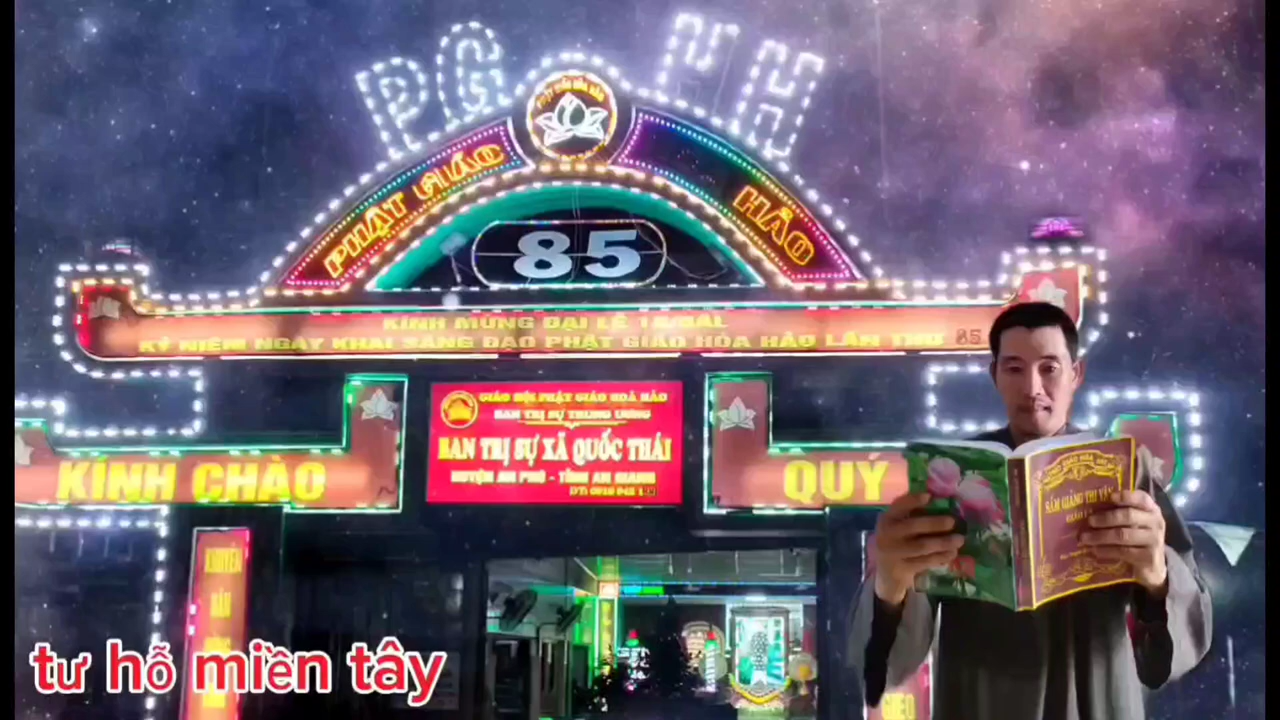 PG HH
PHẬT GIÁO
HẢO
85
KÍNH MỪNG ĐẠI LỄ 18/5ÂL
KỶ NIỆM NGÀY KHAI SÁNG ĐẠO PHẬT GIÁO HÒA HẢO LẦN THỨ 85
GIÁO HỘI PHẬT GIÁO HOÀ HẢO
BAN TRỊ SỰ TRUNG ƯƠNG
BAN TRỊ SỰ XÃ QUỐC THÁI
HUYỆN AN PHÚ - TỈNH AN GIANG
KÍNH CHÀO
QUÝ
KHUYẾN
SẤM GIẢNG THI VĂN
tư hỗ miền tây